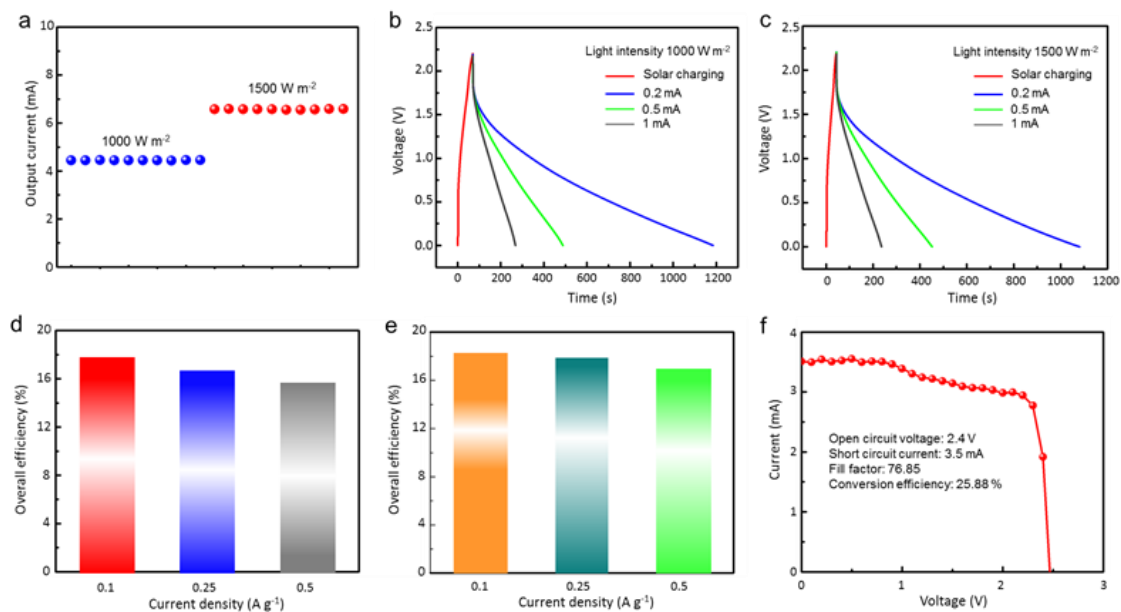 a
Output current (mA)
10
8
6
4
2
0
1500 W m-2
1000 W m-2
b
Voltage (V)
2.5
2.0
1.5
1.0
0.5
0.0
Light intensity 1000 W m-2
Solar charging
0.2 mA
0.5 mA
1 mA
0 200 400 600 800 1000 1200
Time (s)
c
Voltage (V)
2.5
2.0
1.5
1.0
0.5
0.0
Light intensity 1500 W m-2
Solar charging
0.2 mA
0.5 mA
1 mA
0 200 400 600 800 1000 1200
Time (s)
d
Overall efficiency (%)
20
16
12
8
4
0
0.1 0.25 0.5
Current density (A g-1)
e
Overall efficiency (%)
20
16
12
8
4
0
0.1 0.25 0.5
Current density (A g-1)
f
Current (mA)
4
3
2
1
0
Open circuit voltage: 2.4 V
Short circuit current: 3.5 mA
Fill factor: 76.85
Conversion efficiency: 25.88 %
0 1 2 3
Voltage (V)